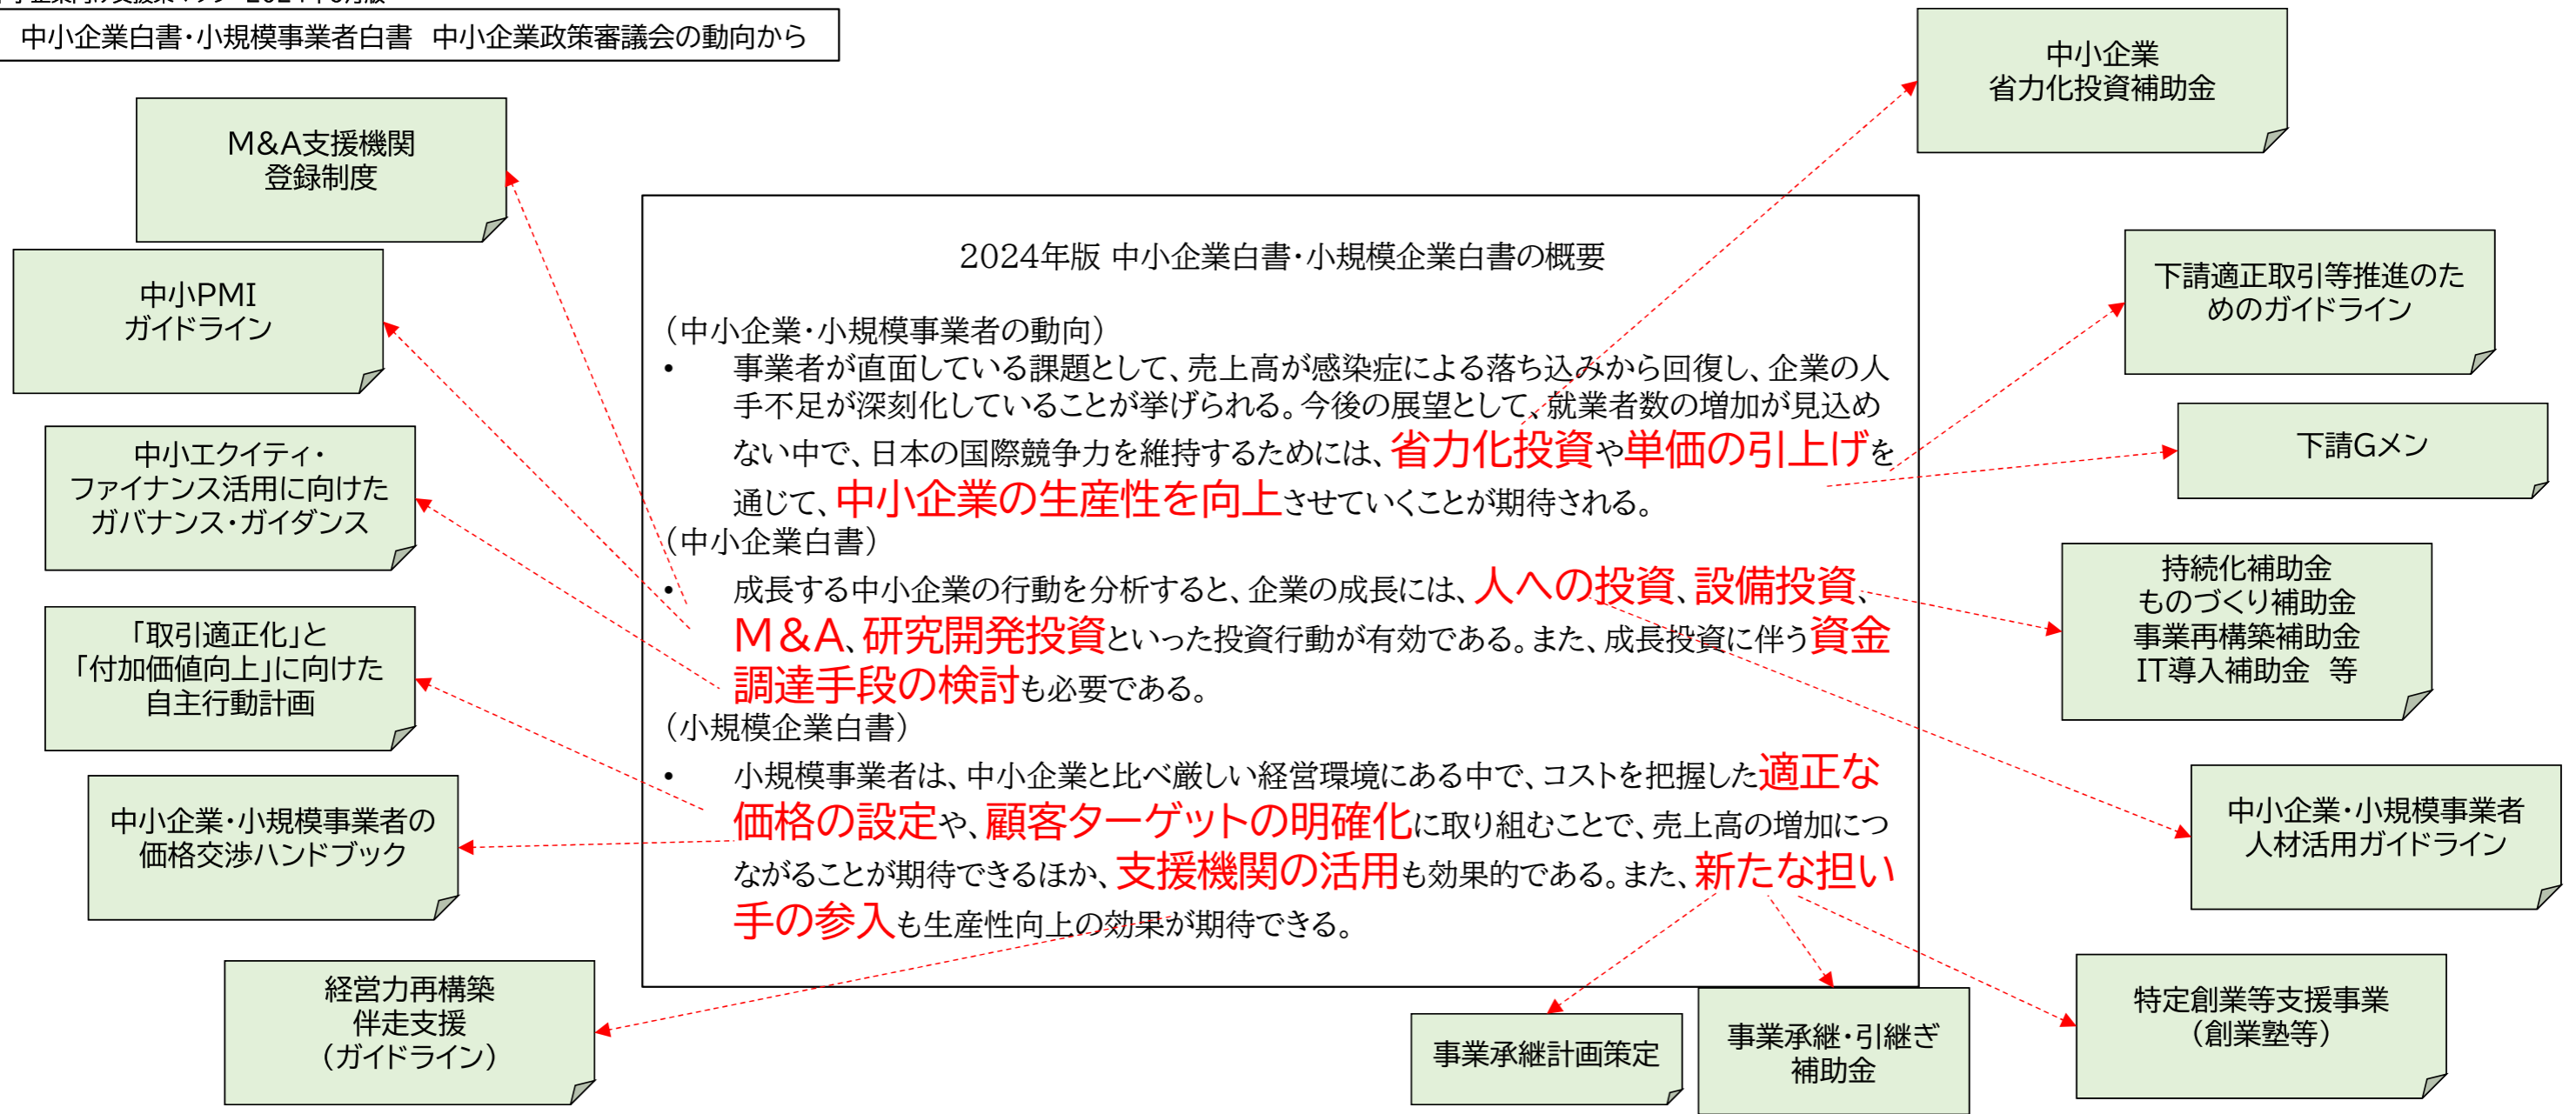 中小企業白書・小規模事業者白書　中小企業政策審議会の動向から
中小企業
省力化投資補助金
M&A支援機関
登録制度
中小PMI
ガイドライン
中小エクイティ・
ファイナンス活用に向けた
ガバナンス・ガイダンス
「取引適正化」と
「付加価値向上」に向けた
自主行動計画
中小企業・小規模事業者の
価格交渉ハンドブック
経営力再構築
伴走支援
（ガイドライン）
2024年版 中小企業白書・小規模企業白書の概要
（中小企業・小規模事業者の動向）
• 事業者が直面している課題として、売上高が感染症による落ち込みから回復し、企業の人
手不足が深刻化していることが挙げられる。今後の展望として、就業者数の増加が見込め
ない中で、日本の国際競争力を維持するためには、省力化投資や単価の引上げを
通じて、中小企業の生産性を向上させていくことが期待される。
（中小企業白書）
• 成長する中小企業の行動を分析すると、企業の成長には、人への投資、設備投資、
M&A、研究開発投資といった投資行動が有効である。また、成長投資に伴う資金
調達手段の検討も必要である。
（小規模企業白書）
• 小規模事業者は、中小企業と比べ厳しい経営環境にある中で、コストを把握した適正な
価格の設定や、顧客ターゲットの明確化に取り組むことで、売上高の増加につ
ながることが期待できるほか、支援機関の活用も効果的である。また、新たな担い
手の参入も生産性向上の効果が期待できる。
下請適正取引等推進のた
めのガイドライン
下請Gメン
持続化補助金
ものづくり補助金
事業再構築補助金
IT導入補助金　等
中小企業・小規模事業者
人材活用ガイドライン
事業承継計画策定
事業承継・引継ぎ
補助金
特定創業等支援事業
（創業塾等）